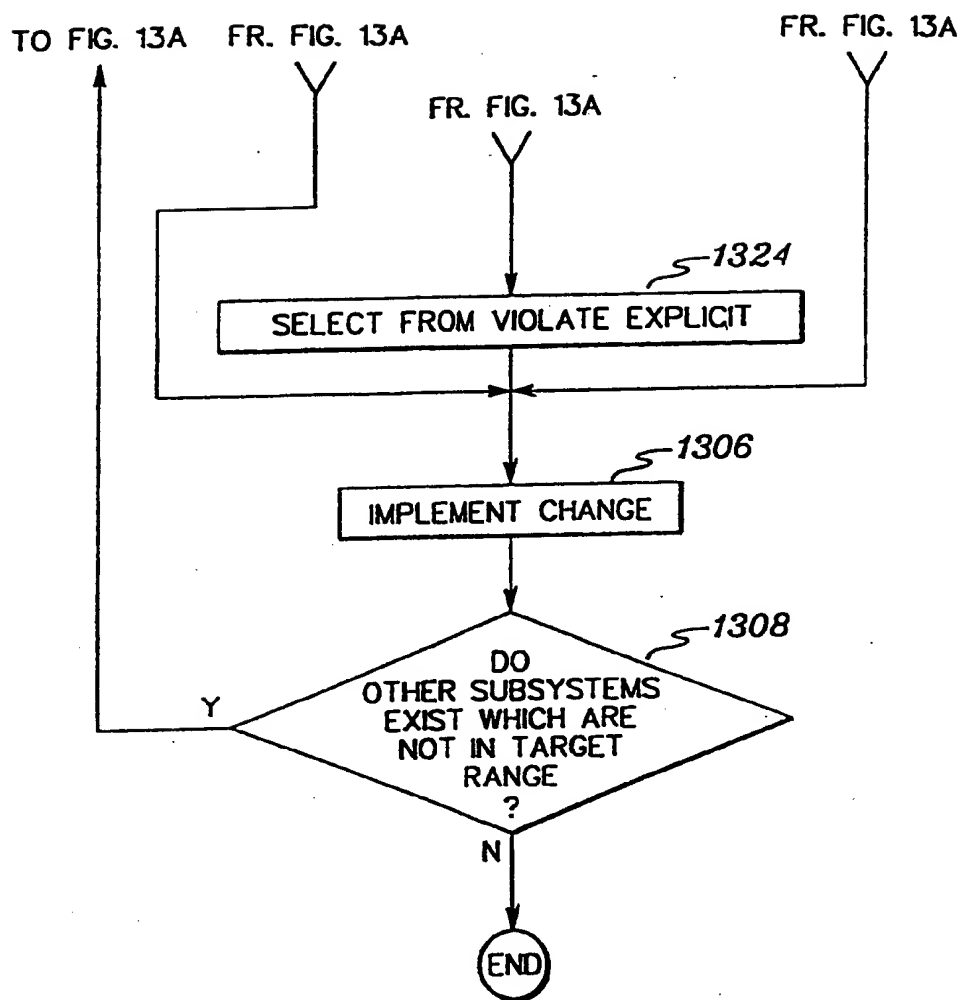 TO FIG. 13A
FR. FIG. 13A
FR. FIG. 13A
FR. FIG. 13A
1324
SELECT FROM VIOLATE EXPLICIT
1306
IMPLEMENT CHANGE
1308
DO
OTHER SUBSYSTEMS
EXIST WHICH ARE
NOT IN TARGET
RANGE
?
Y
N
END